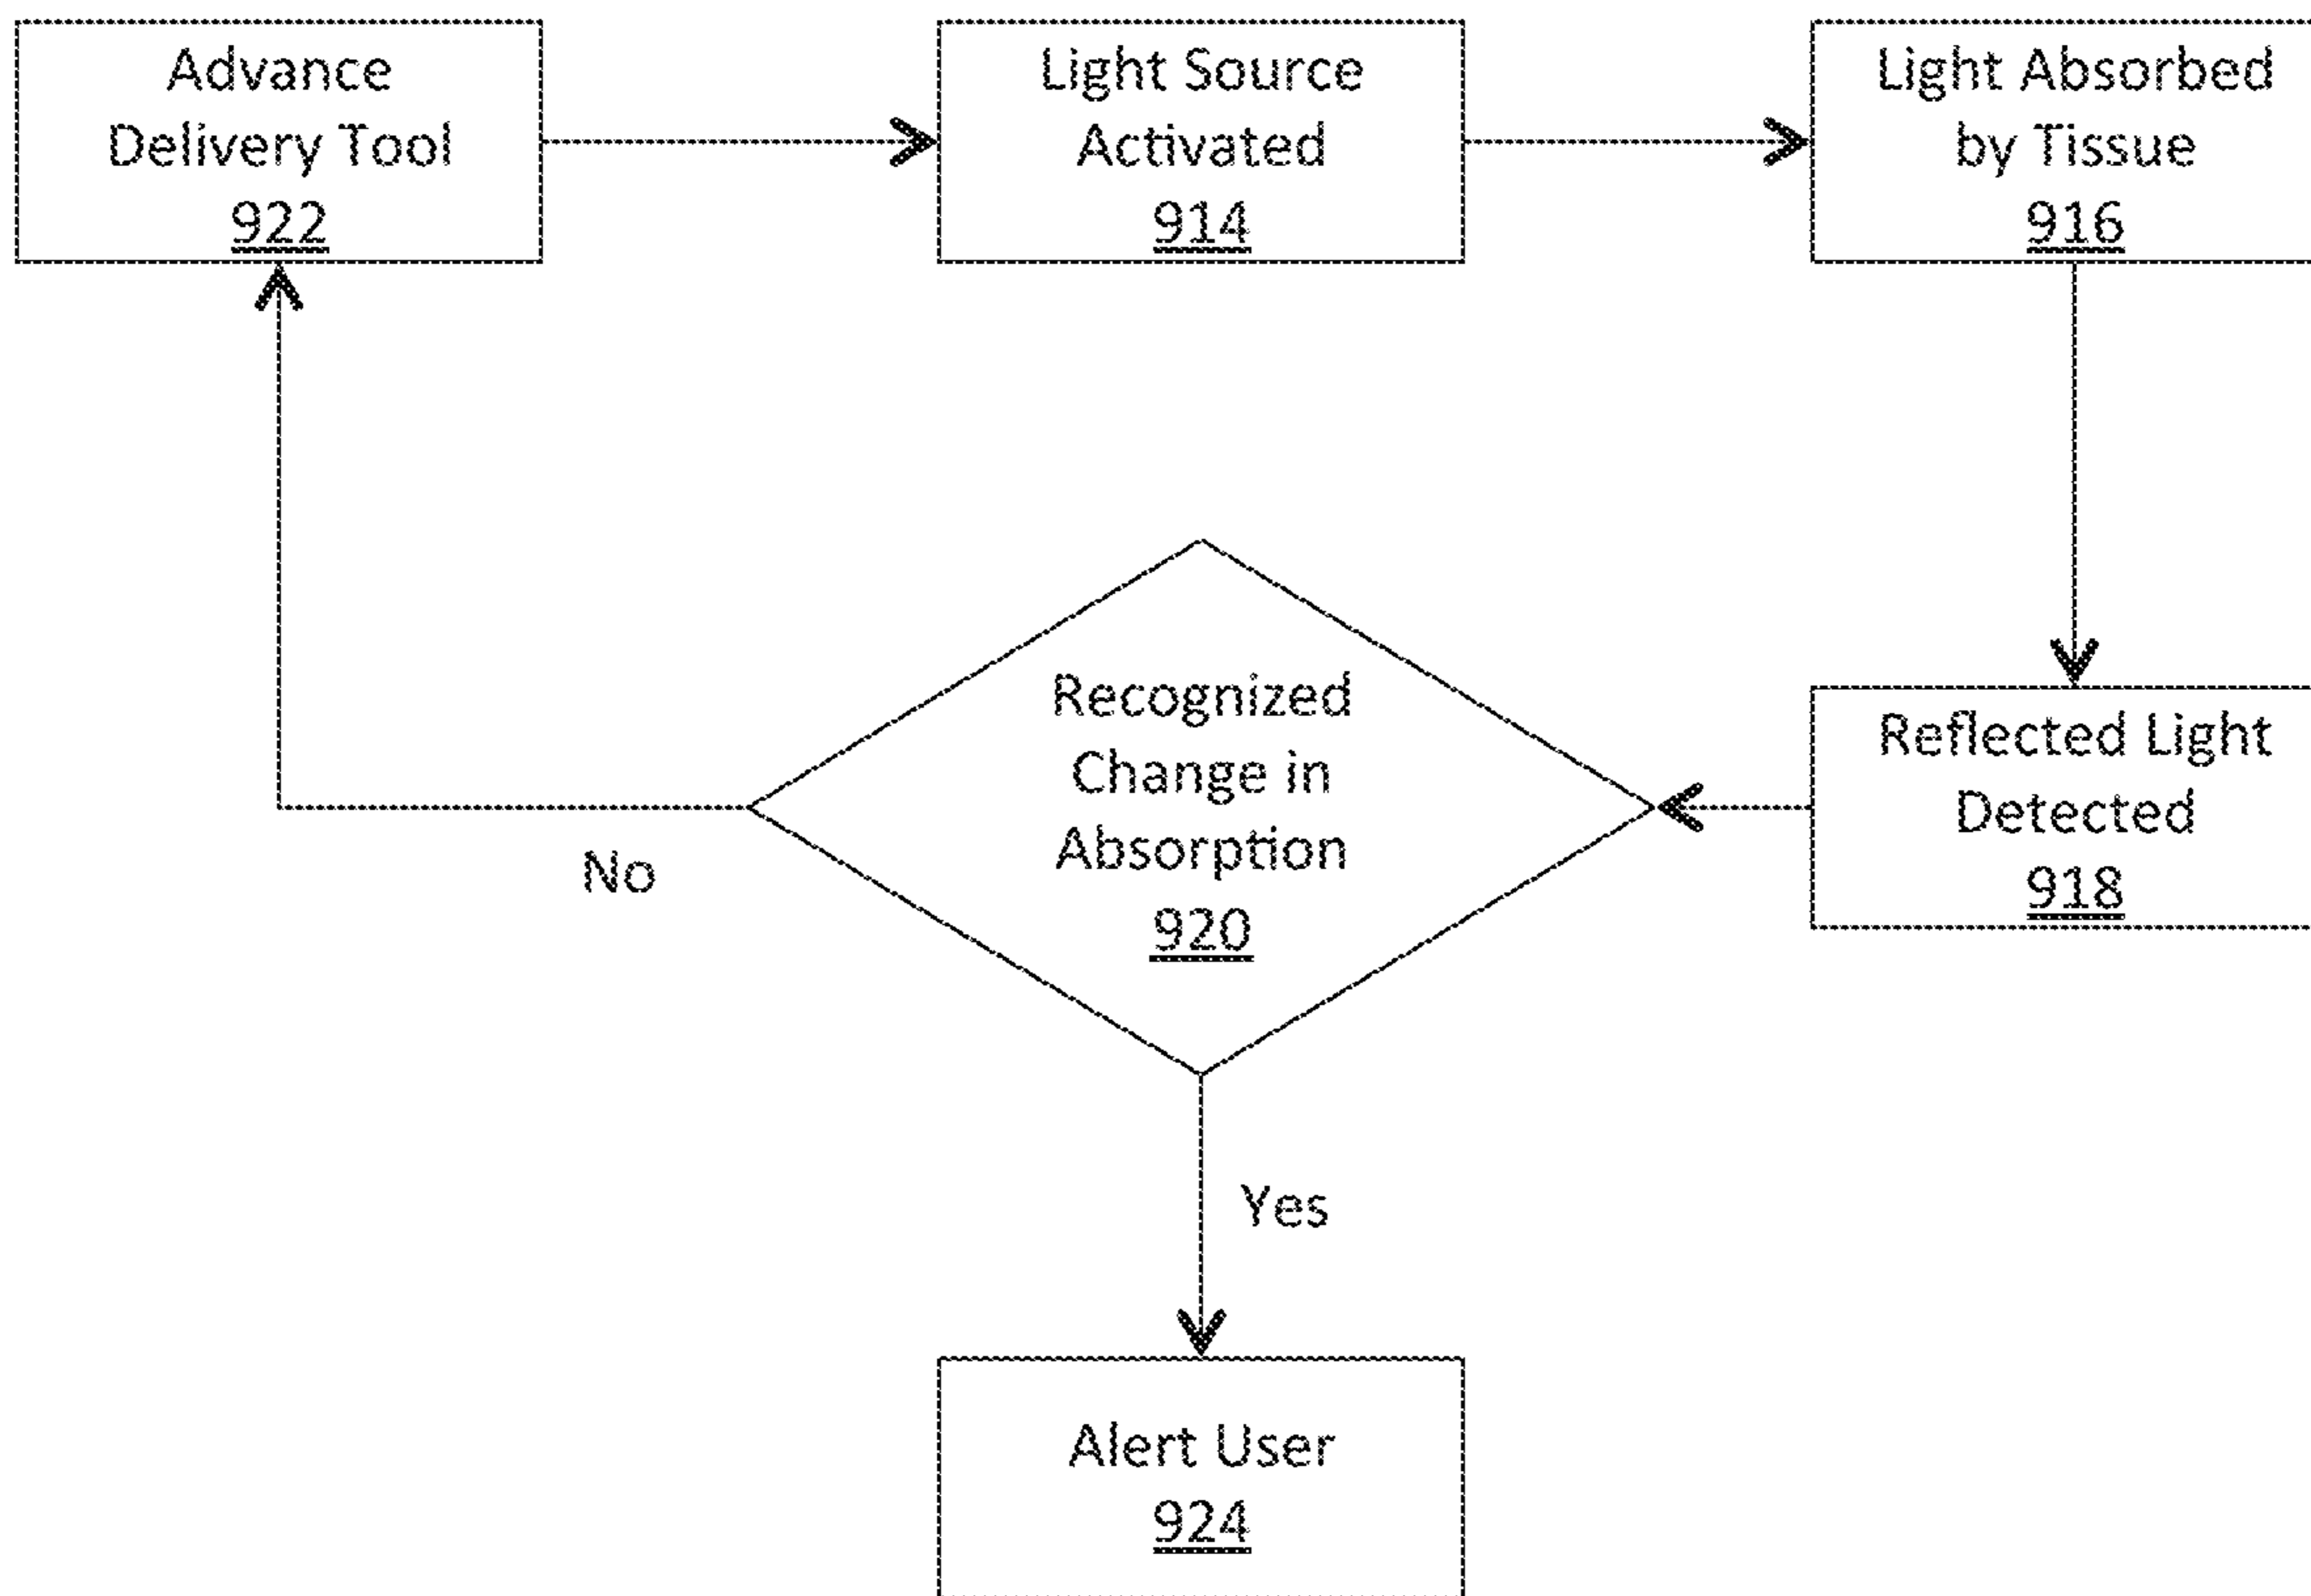 Advance
Delivery Tool
922
Light Source
Activated
914
Light Absorbed
by Tissue
916
Recognized
Change in
Absorption
920
Reflected Light
Detected
918
No
Yes
Alert User
924